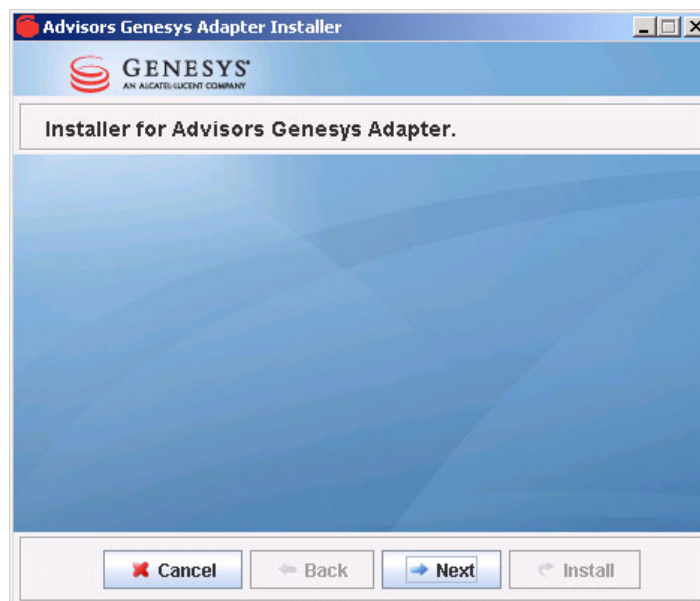 Advisors Genesys Adapter Installer
GENESYS
AN ALCATEL-LUCENT COMPANY
Installer for Advisors Genesys Adapter.
Cancel
Back
Next
Install